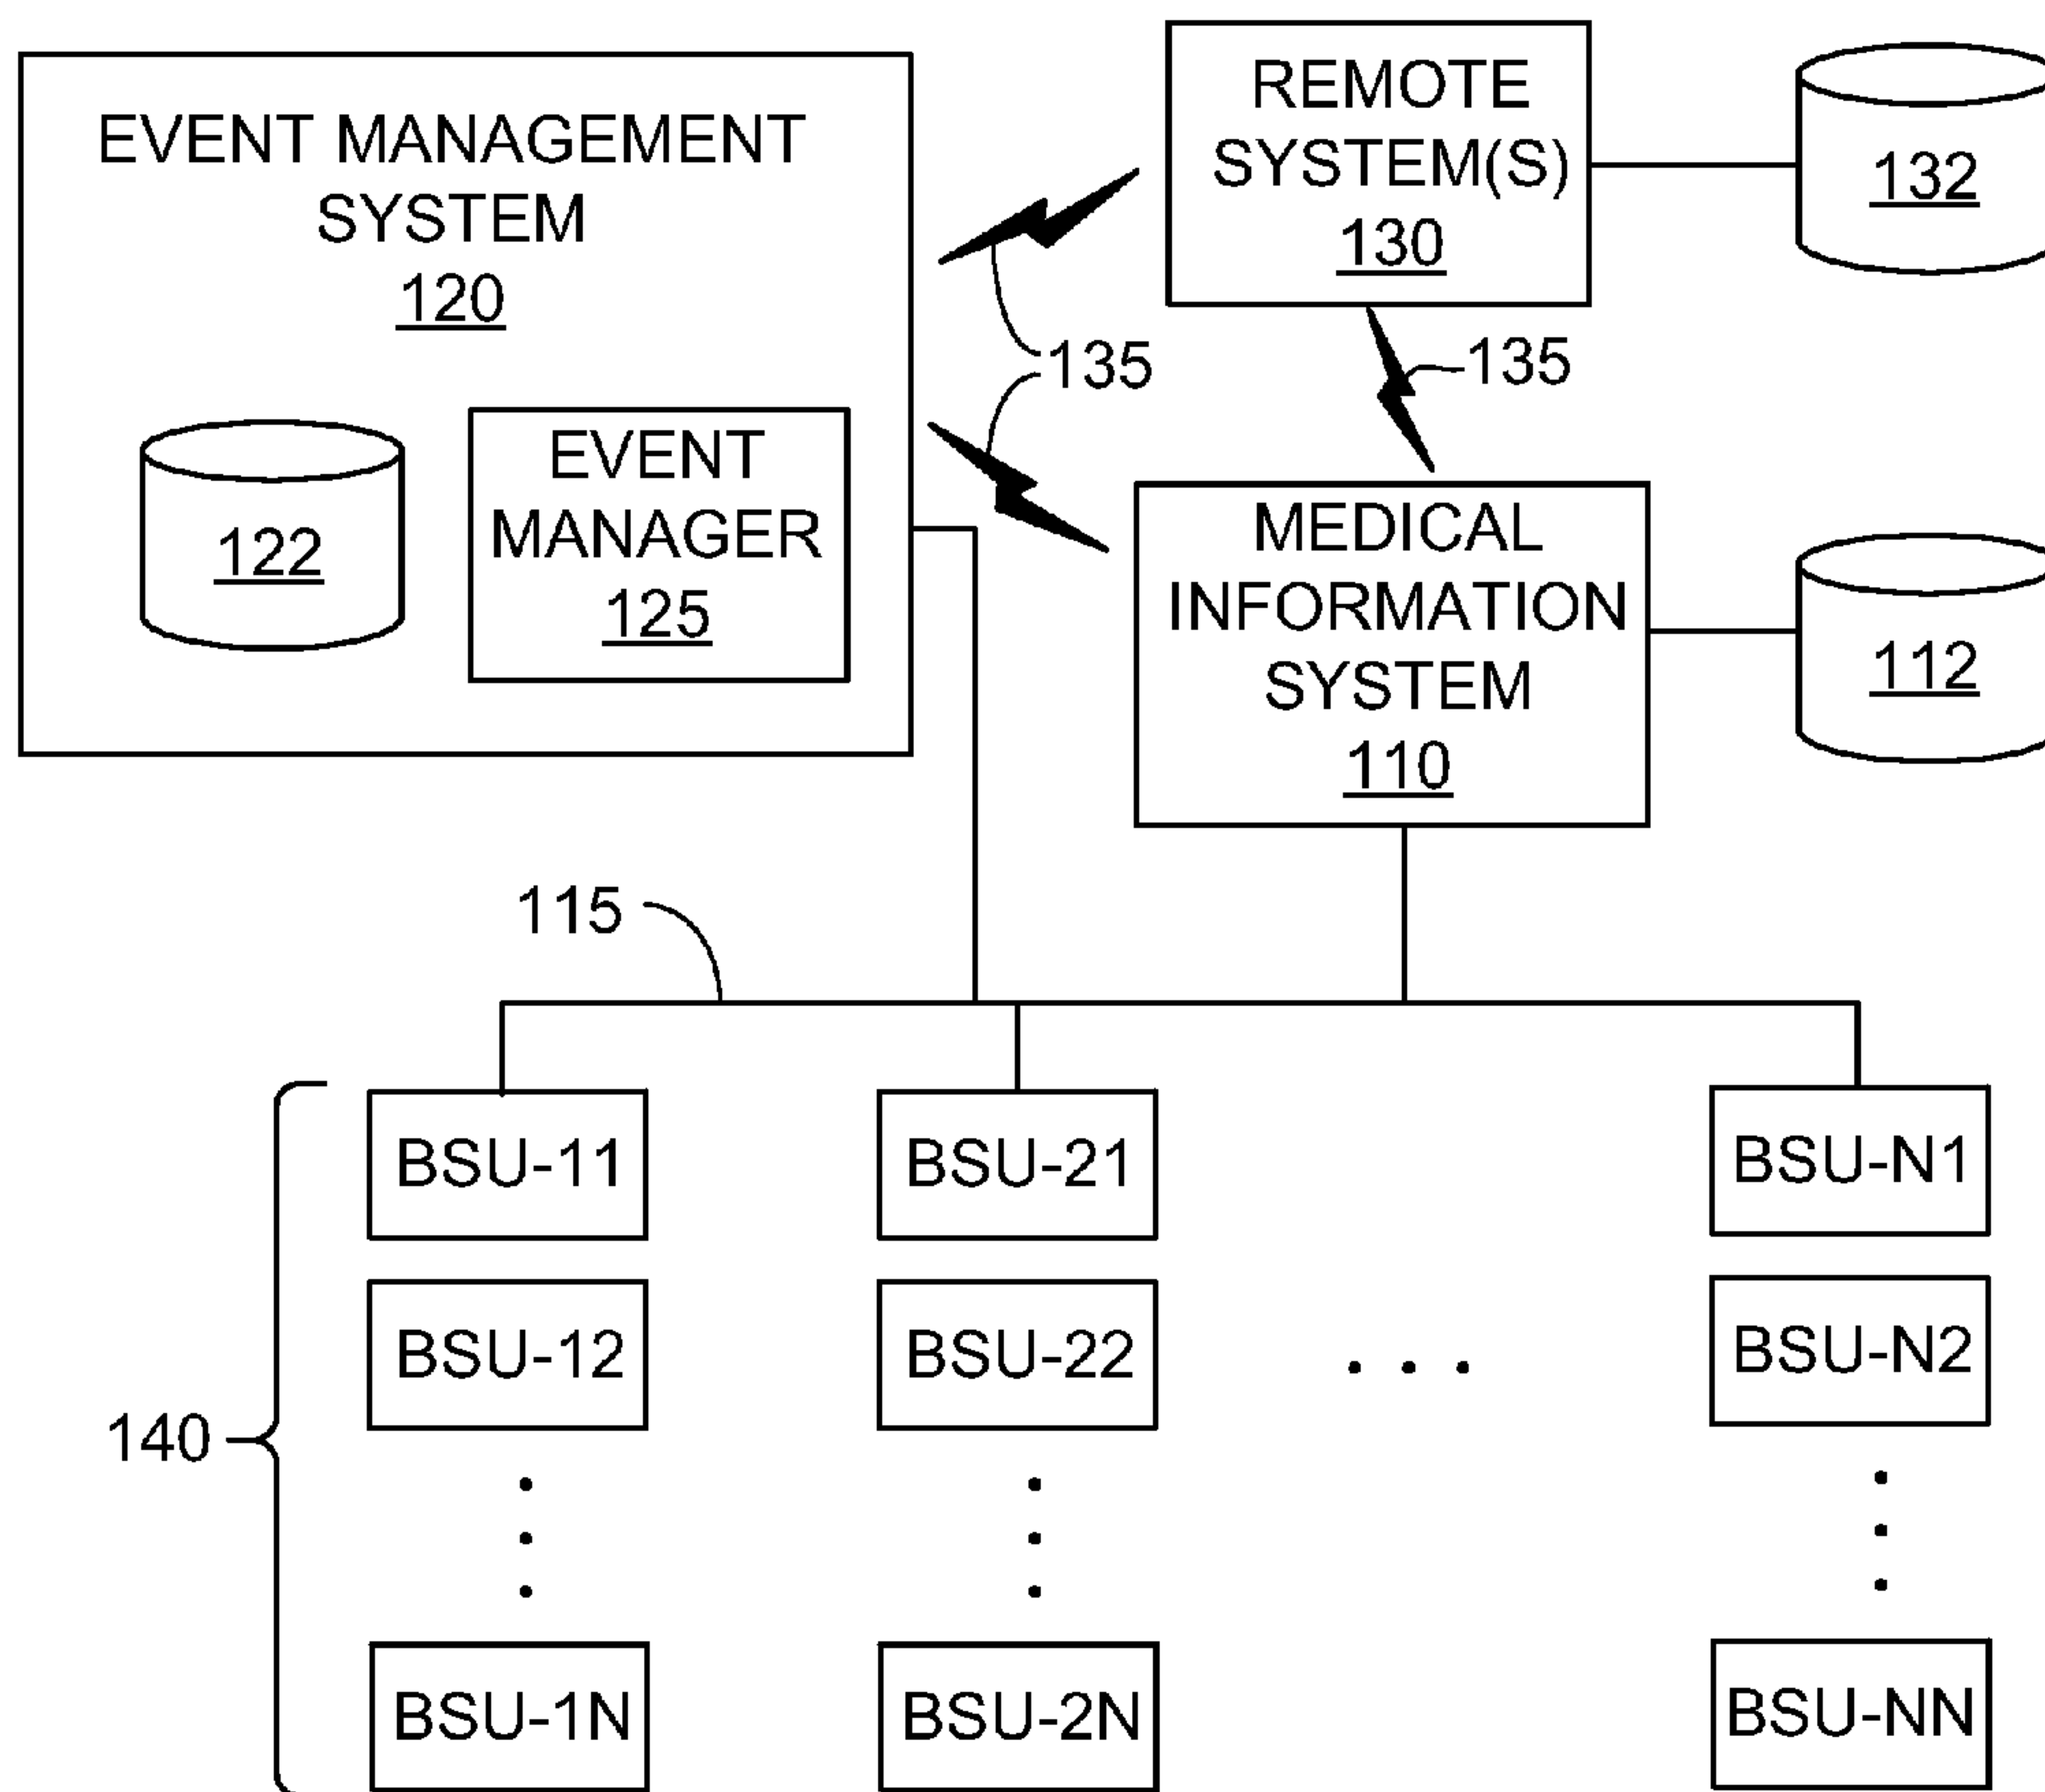 EVENT MANAGEMENT
SYSTEM
120
122
EVENT
MANAGER
125
REMOTE
SYSTEM(S)
130
132
135
135
MEDICAL
INFORMATION
SYSTEM
110
112
115
140
BSU-11
BSU-21
BSU-N1
BSU-12
BSU-22
. . .
BSU-N2
BSU-1N
BSU-2N
BSU-NN